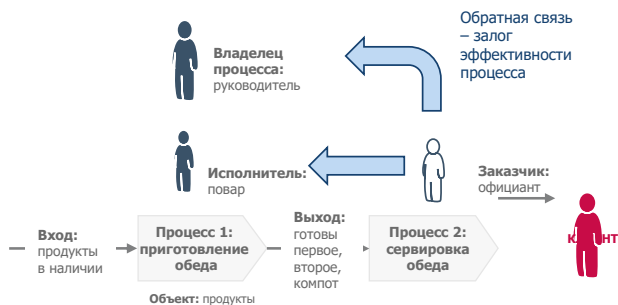 Обратная связь
– залог
эффективности
процесса
Владелец
процесса:
руководитель
Исполнитель:
повар
Заказчик:
официант
Вход:
продукты
в наличии
Процесс 1:
приготовление
обеда
Выход:
готовы
первое,
второе,
компот
Процесс 2:
сервировка
обеда
Объект: продукты